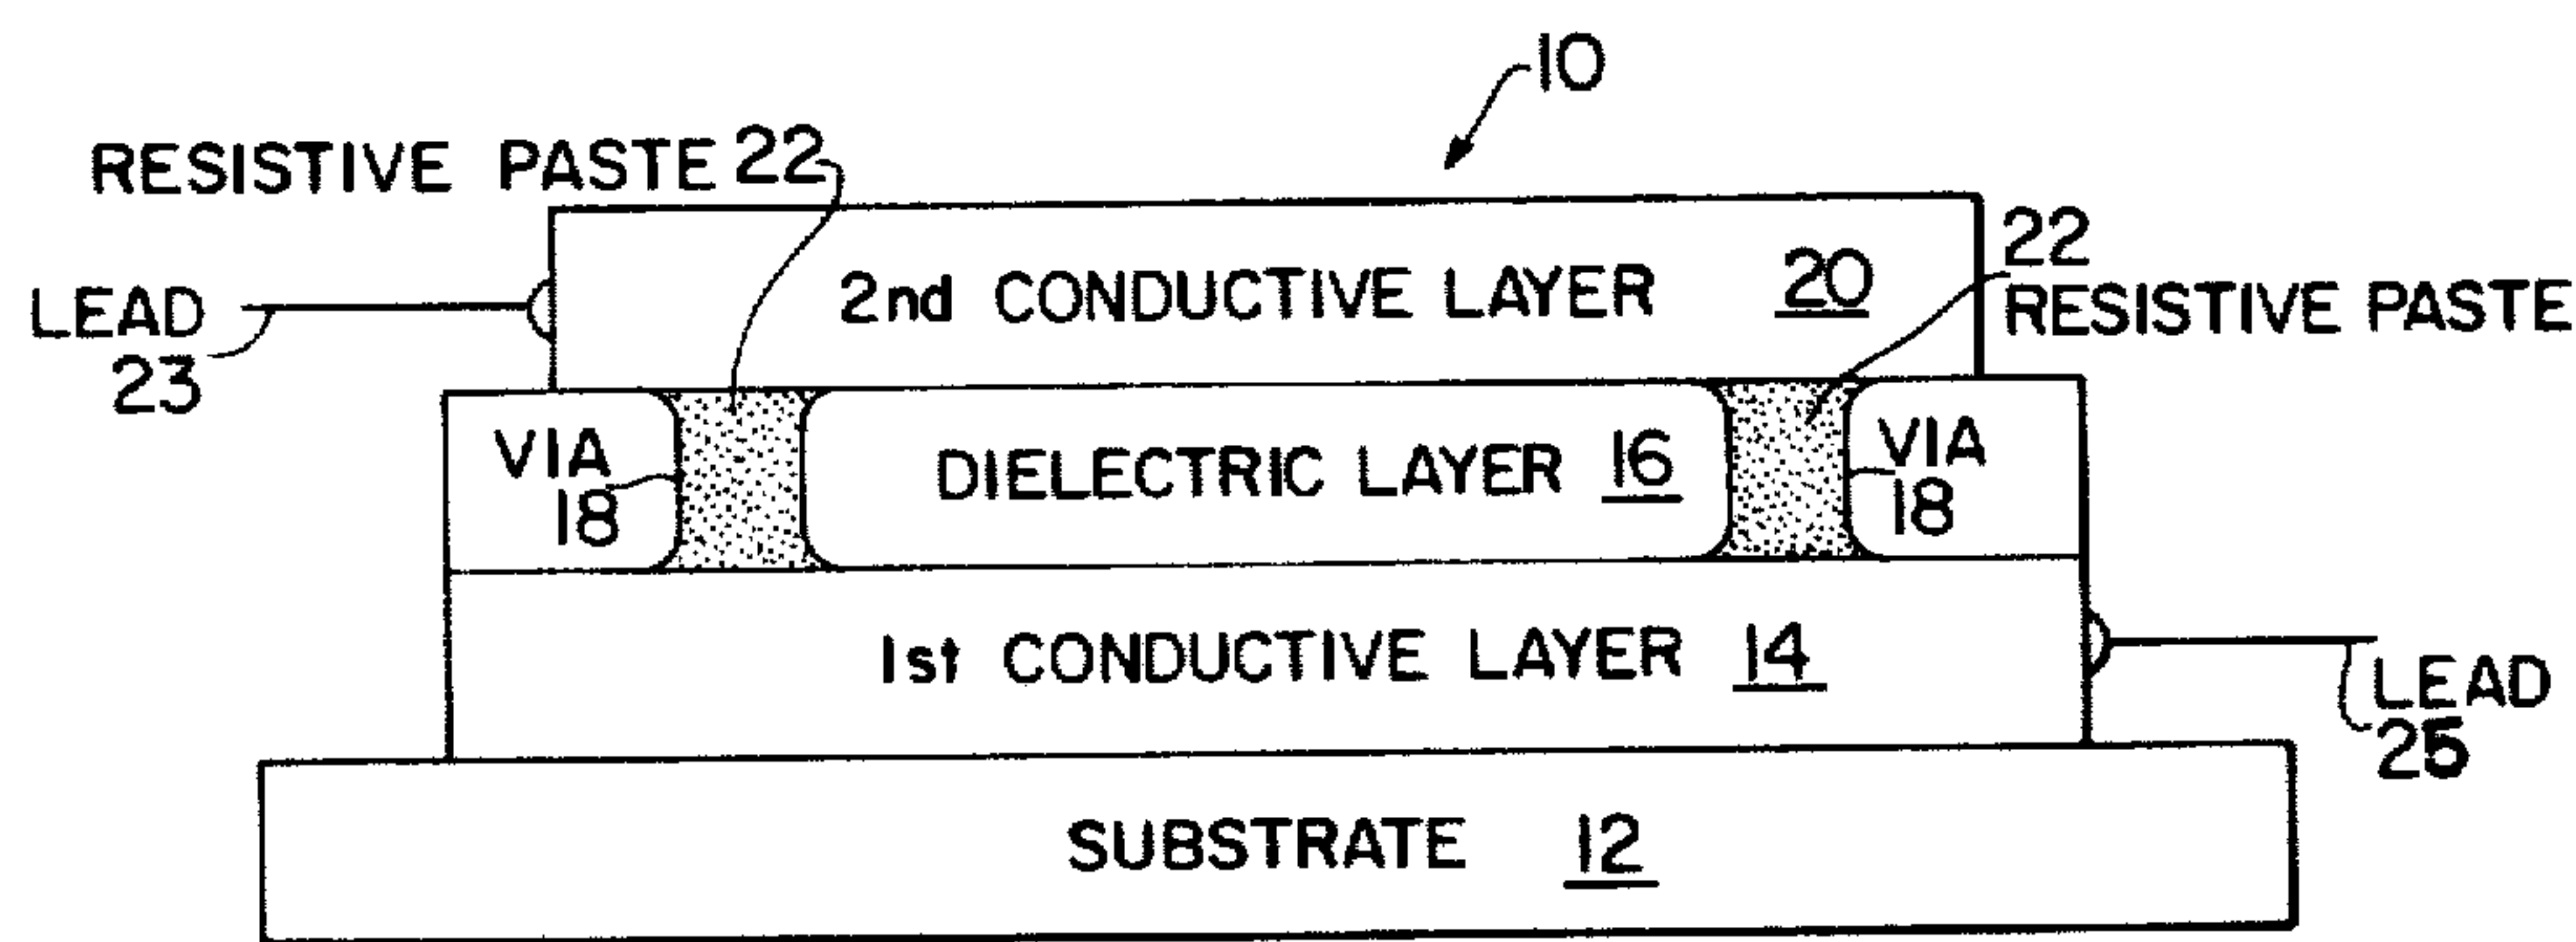 10
RESISTIVE PASTE 22
22
RESISTIVE PASTE
2nd CONDUCTIVE LAYER 20
LEAD
23
VIA
18
DIELECTRIC LAYER 16
VIA
18
1st CONDUCTIVE LAYER 14
LEAD
25
SUBSTRATE 12